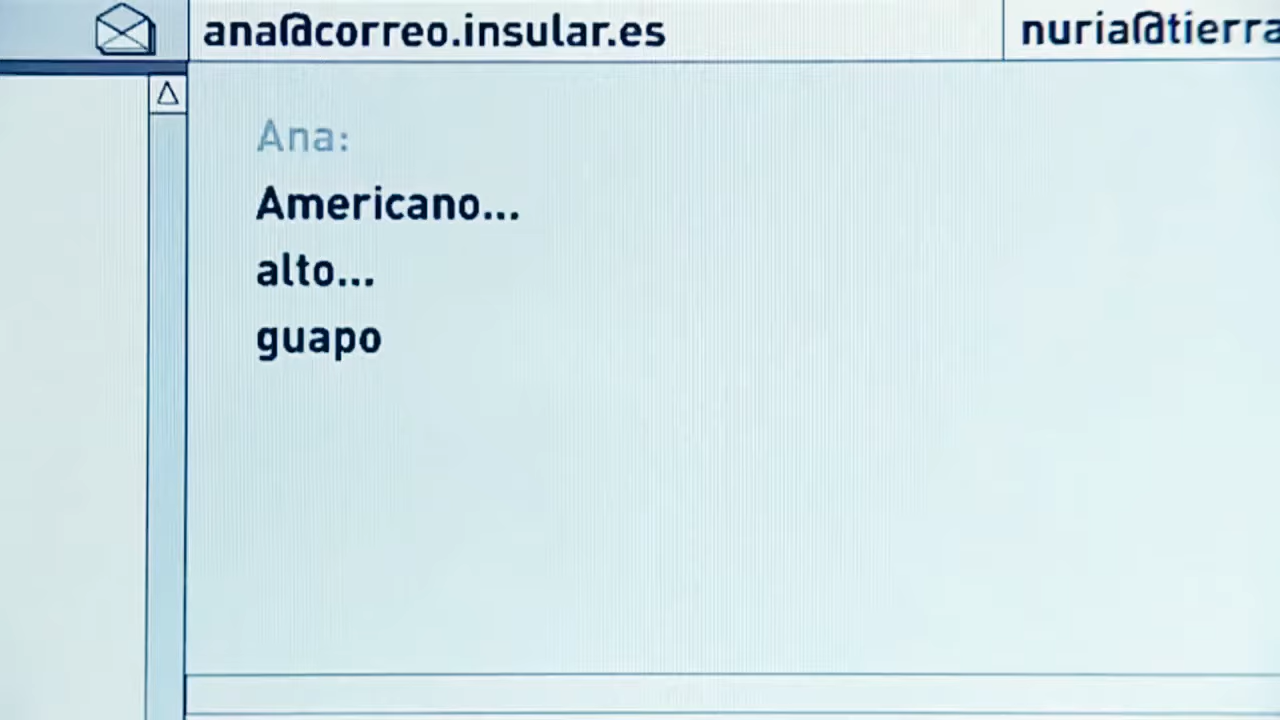 ana@correo.insular.es
nuria@tierra
Ana:
Americano...
alto...
guapo